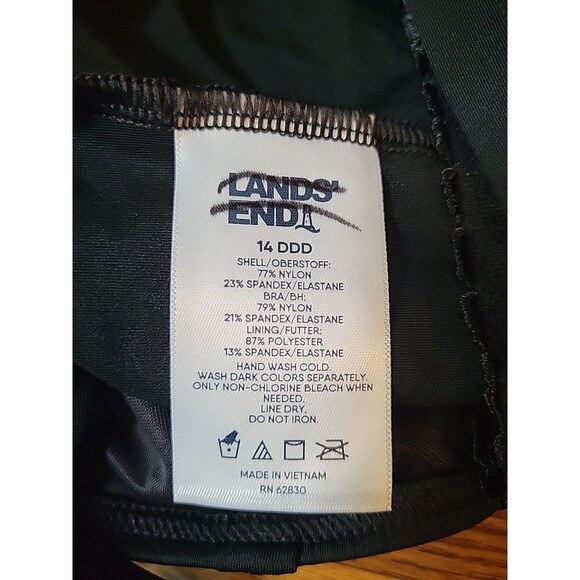 LANDS'
END
14 DDD
SHELL/OBERSTOFF:
77% NYLON
23% SPANDEX/ELASTANE
BRA/BH:
79% NYLON
21% SPANDEX/ELASTANE
LINING/FUTTER:
87% POLYESTER
13% SPANDEX/ELASTANE
HAND WASH COLD.
WASH DARK COLORS SEPARATELY.
ONLY NON-CHLORINE BLEACH WHEN
NEEDED.
LINE DRY.
DO NOT IRON.
MADE IN VIETNAM
RN 62830